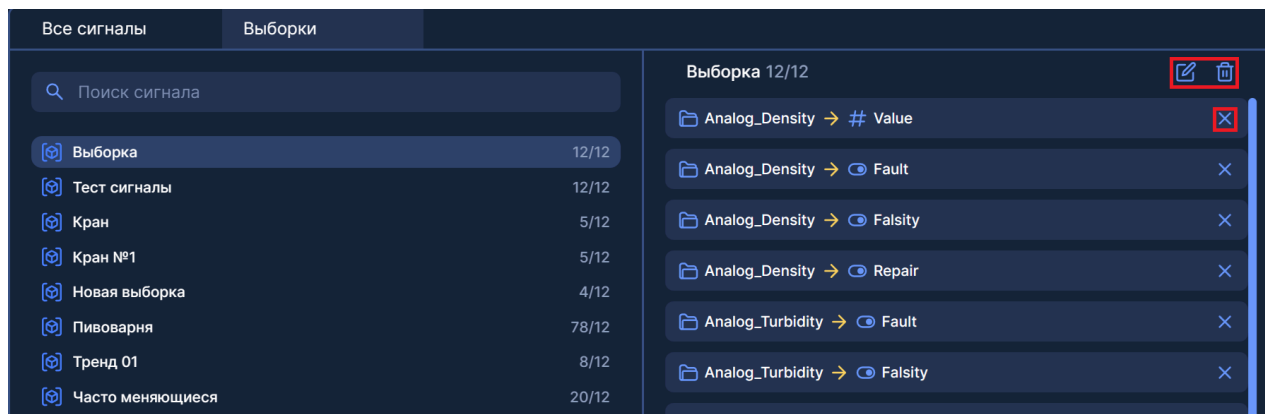 Все сигналы
Выборки
Поиск сигнала
Выборка 12/12
Тест сигналы 12/12
Кран 5/12
Кран №1 5/12
Новая выборка 4/12
Пивоварня 78/12
Тренд 01 8/12
Часто меняющиеся 20/12
Выборка 12/12
Analog_Density → # Value
Analog_Density → Fault
Analog_Density → Falsity
Analog_Density → Repair
Analog_Turbidity → Fault
Analog_Turbidity → Falsity